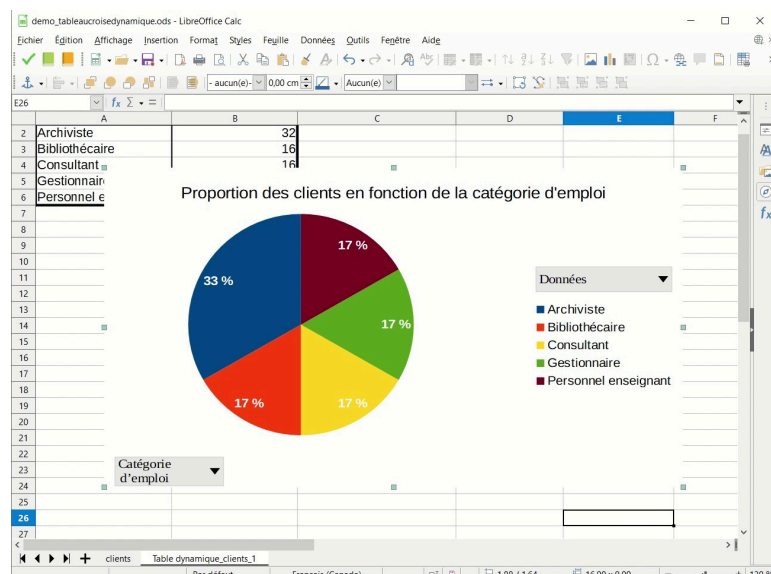 demo_tableaucroisedynamique.ods - LibreOffice Calc
Fichier Édition Affichage Insertion Format Styles Feuille Données Outils Fenêtre Aide
- aucun(e)- 0,00 cm Aucun(e)
E26 fx Σ =
A B C D E F
2 Archiviste 32
3 Bibliothécaire 16
4 Consultant 16
5 Gestionnair
6 Personnel e
7
8
9
10
11
12
13
14
15
16
17
18
19
20
21
22
23
24
25
26
27
Proportion des clients en fonction de la catégorie d'emploi
17 %
33 %
17 %
17 %
17 %
Données
Archiviste
Bibliothécaire
Consultant
Gestionnaire
Personnel enseignant
Catégorie
d'emploi
clients Table dynamique_clients_1